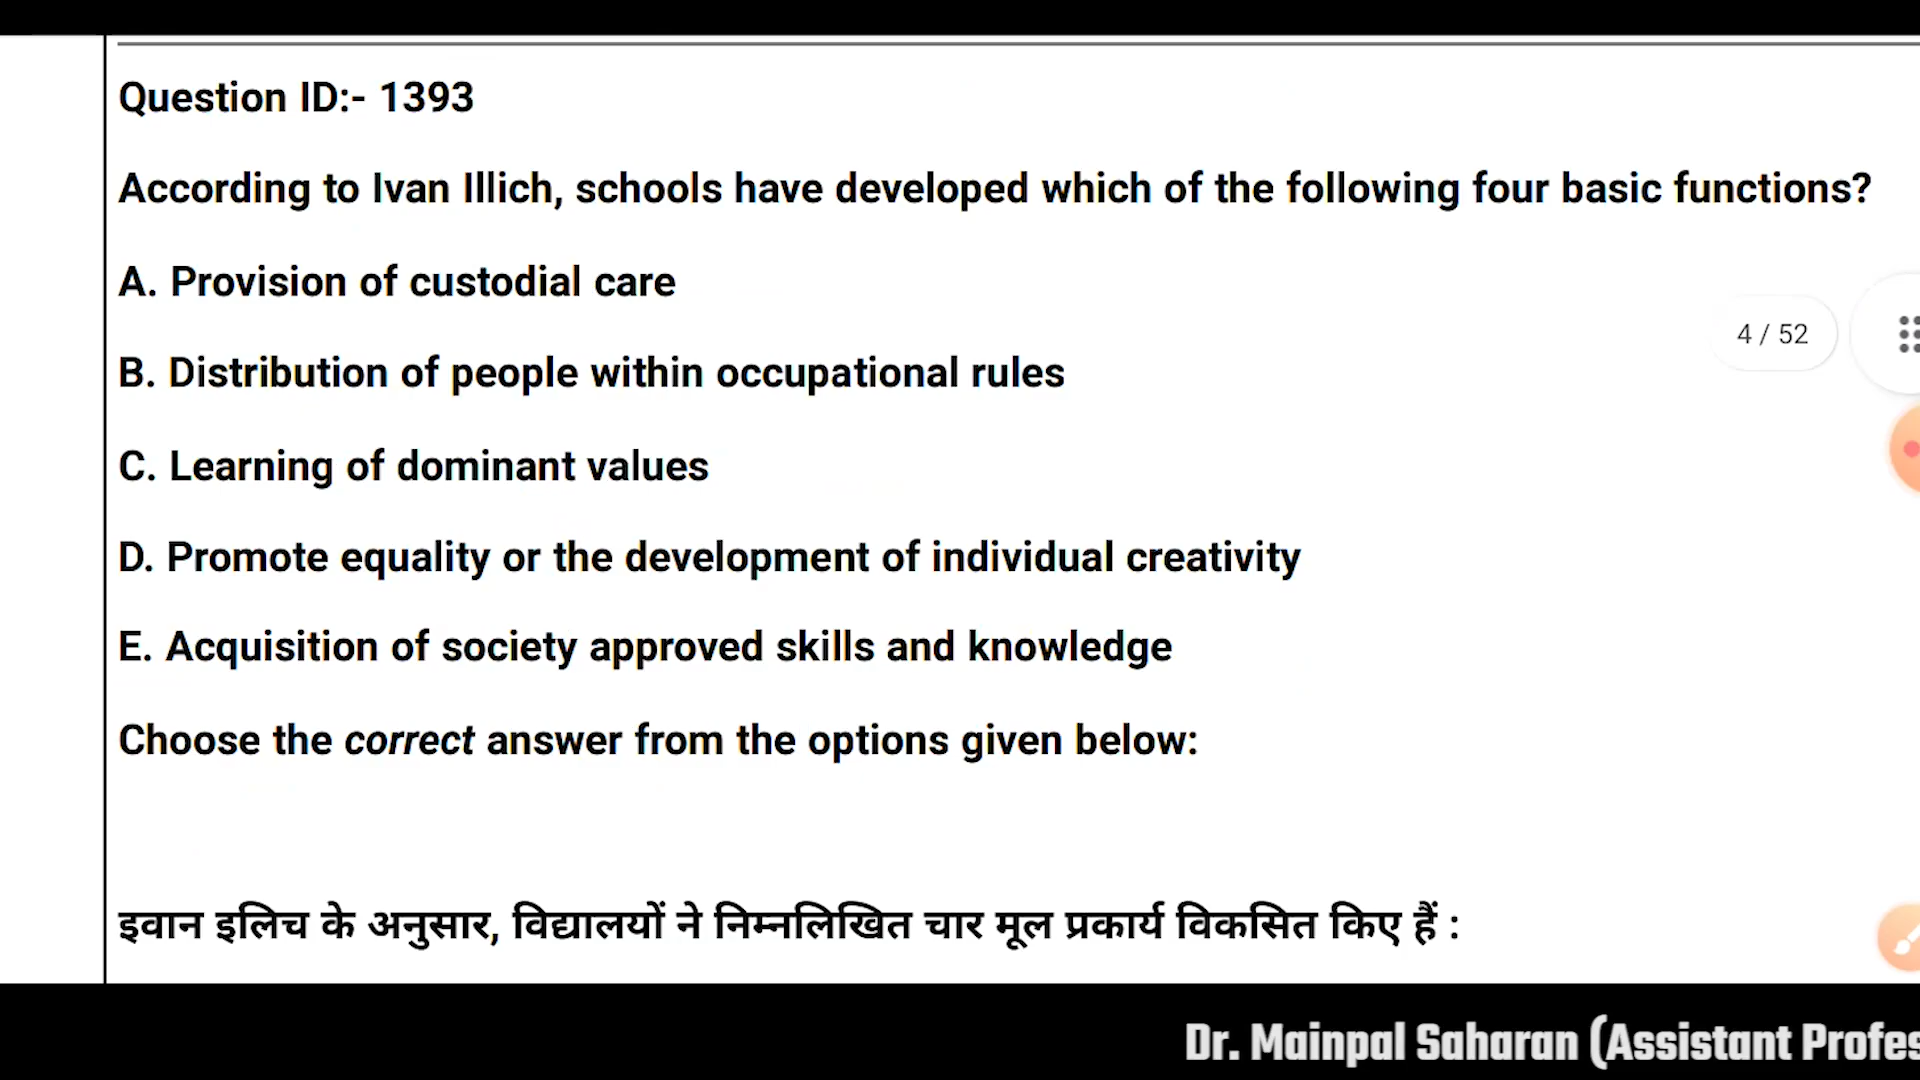 Question ID:- 1393
According to Ivan Illich, schools have developed which of the following four basic functions?
A. Provision of custodial care
4 / 52
B. Distribution of people within occupational rules
C. Learning of dominant values
D. Promote equality or the development of individual creativity
E. Acquisition of society approved skills and knowledge
Choose the correct answer from the options given below:
इवान इलिच के अनुसार, विद्यालयों ने निम्नलिखित चार मूल प्रकार्य विकसित किए हैं :
Dr. Mainpal Saharan (Assistant Profes